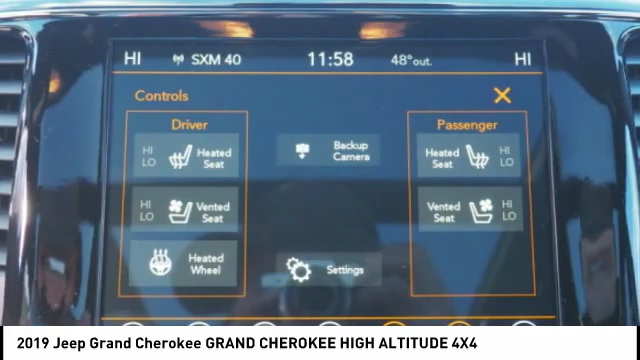 HI SXM 40 11:58 48°out. HI
Controls
Driver
Passenger
HI
LO
Heated
Seat
Backup
Camera
Heated
Seat
HI
LO
HI
LO
Vented
Seat
Vented
Seat
HI
LO
Heated
Wheel
Settings
2019 Jeep Grand Cherokee GRAND CHEROKEE HIGH ALTITUDE 4X4